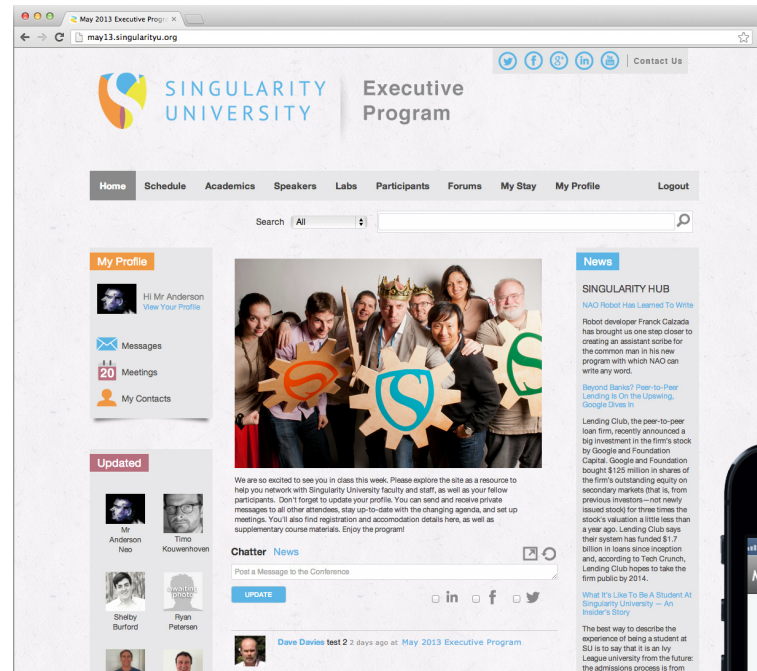 May 2013 Executive Progr
may13.singularityu.org
Contact Us
SINGULARITY
UNIVERSITY
Executive
Program
Home Schedule Academics Speakers Labs Participants Forums My Stay My Profile Logout
Search All
My Profile
Hi Mr Anderson
View Your Profile
Messages
20 Meetings
My Contacts
Updated
Mr
Anderson
Neo
Timo
Kouwenhoven
awaiting
photo
Shelby
Burford
Ryan
Petersen
We are so excited to see you in class this week. Please explore the site as a resource to
help you network with Singularity University faculty and staff, as well as your fellow
participants. Don't forget to update your profile. You can send and receive private
messages to all other attendees, stay up-to-date with the changing agenda, and set up
meetings. You'll also find registration and accomodation details here, as well as
supplementary course materials. Enjoy the program!
Chatter News
Post a Message to the Conference
UPDATE
in f
Dave Davies test 2 2 days ago at May 2013 Executive Program
News
SINGULARITY HUB
NAO Robot Has Learned To Write
Robot developer Franck Calzada
has brought us one step closer to
creating an assistant scribe for
the common man in his new
program with which NAO can
write any word.
Beyond Banks? Peer-to-Peer
Lending Is On the Upswing,
Google Dives In
Lending Club, the peer-to-peer
loan firm, recently announced a
big investment in the firm's stock
by Google and Foundation
Capital. Google and Foundation
bought $125 million in shares of
the firm's outstanding equity on
secondary markets (that is, from
previous investors—not newly
issued stock) for three times the
stock's valuation a little less than
a year ago. Lending Club says
their system has funded $1.7
billion in loans since inception
and, according to Tech Crunch,
Lending Club hopes to take the
firm public by 2014.
What It's Like To Be A Student At
Singularity University — An
Insider's Story
The best way to describe the
experience of being a student at
SU is to say that it is an Ivy
League university from the future:
the admissions process is from